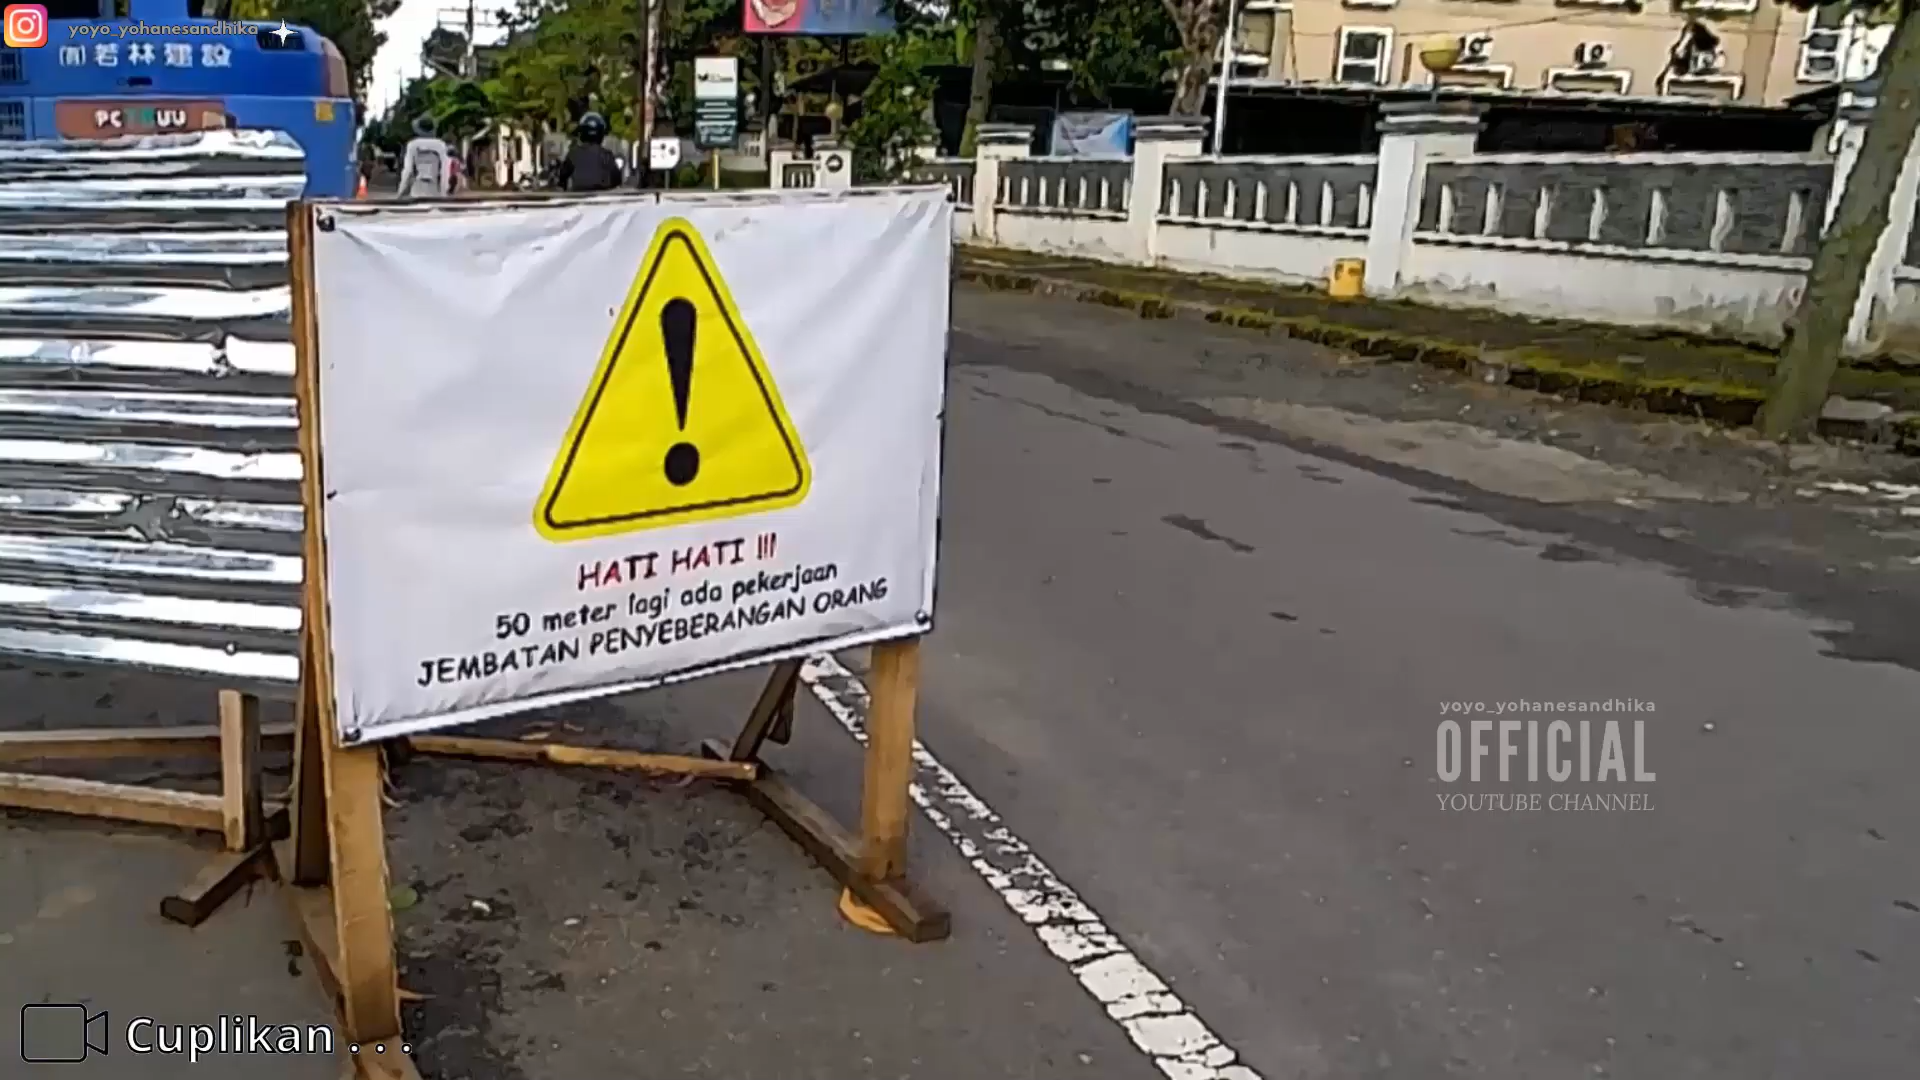 yoyo_yohanesandhika
(有)若林建設
HATI HATI !!!
50 meter lagi ada pekerjaan
JEMBATAN PENYEBERANGAN ORANG
yoyo_yohanesandhika
OFFICIAL
YOUTUBE CHANNEL
Cuplikan . . .